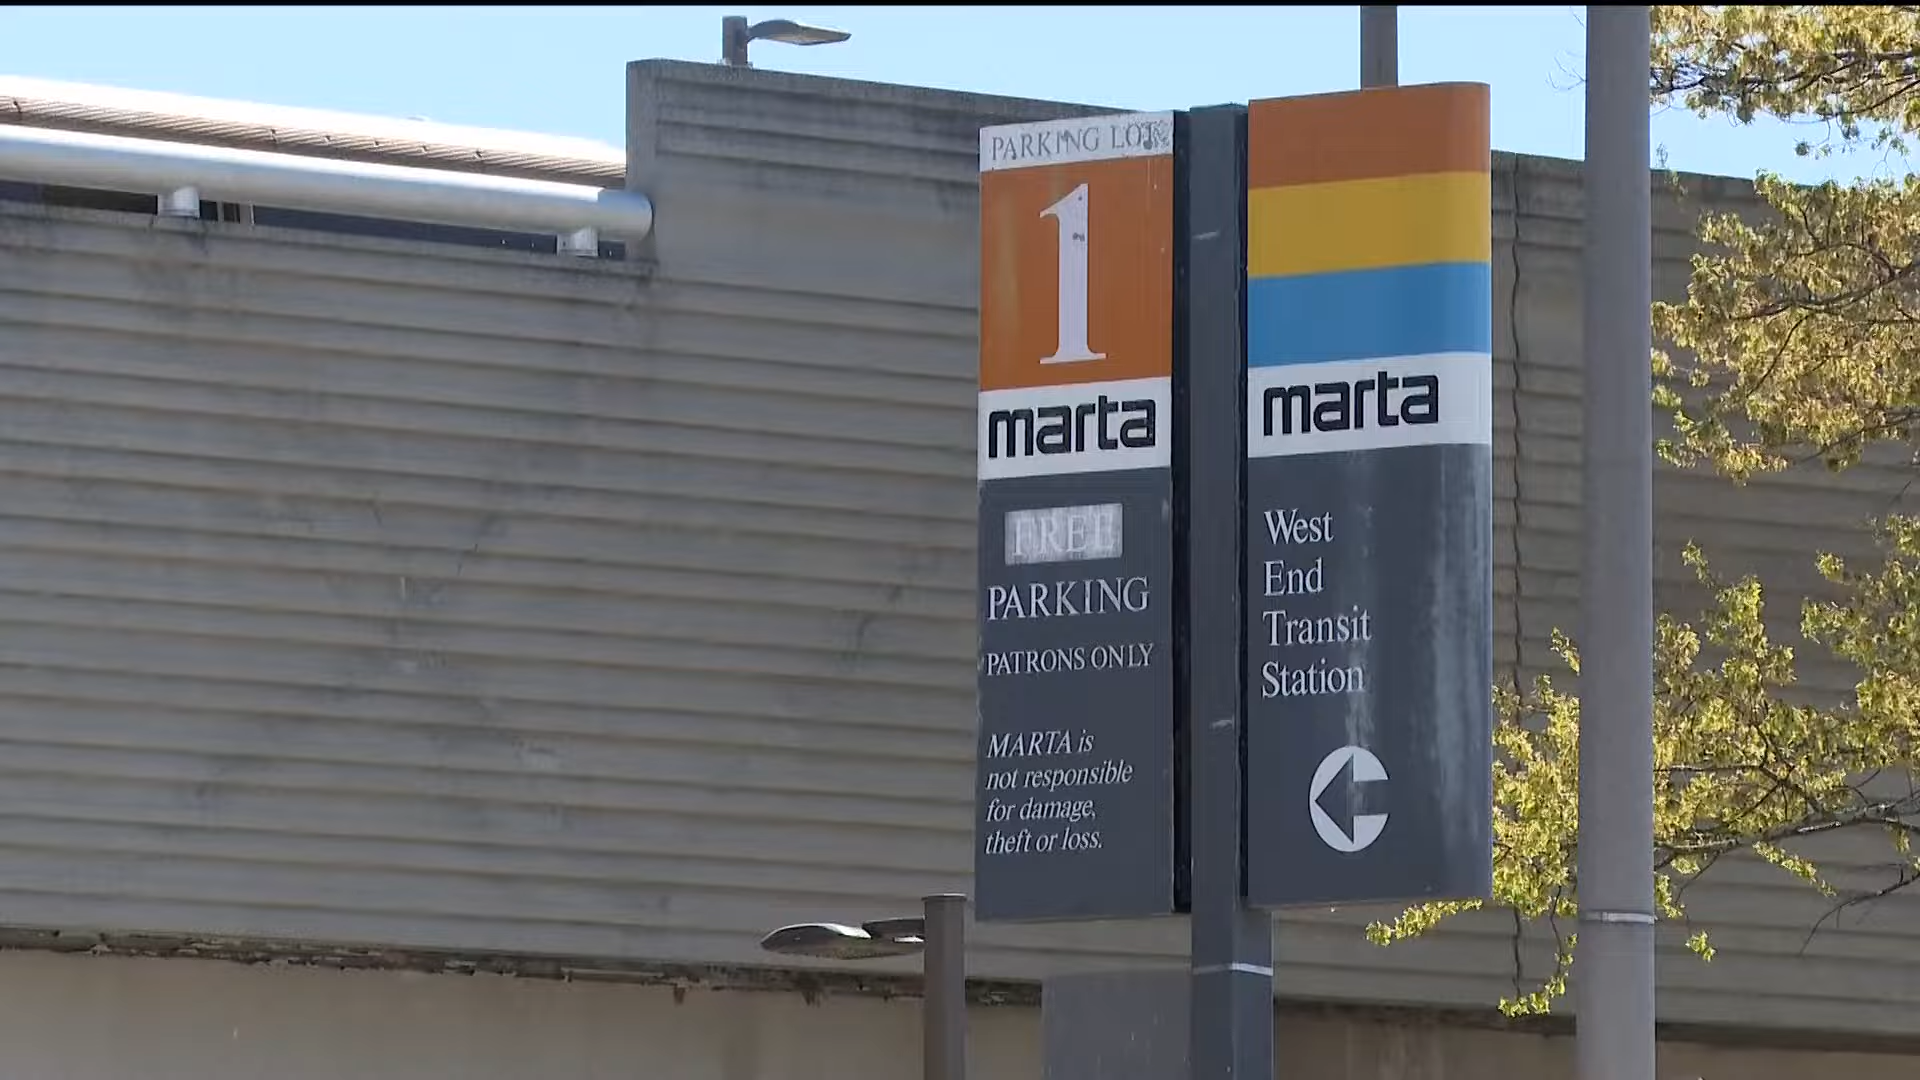 PARKING LOT
1
marta
FREE
PARKING
PATRONS ONLY
MARTA is
not responsible
for damage,
theft or loss.
marta
West
End
Transit
Station